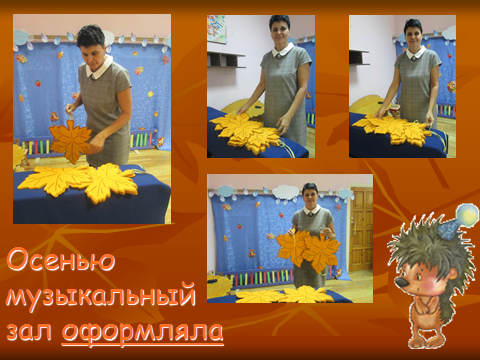 Осенью
музыкальный
зал оформляла